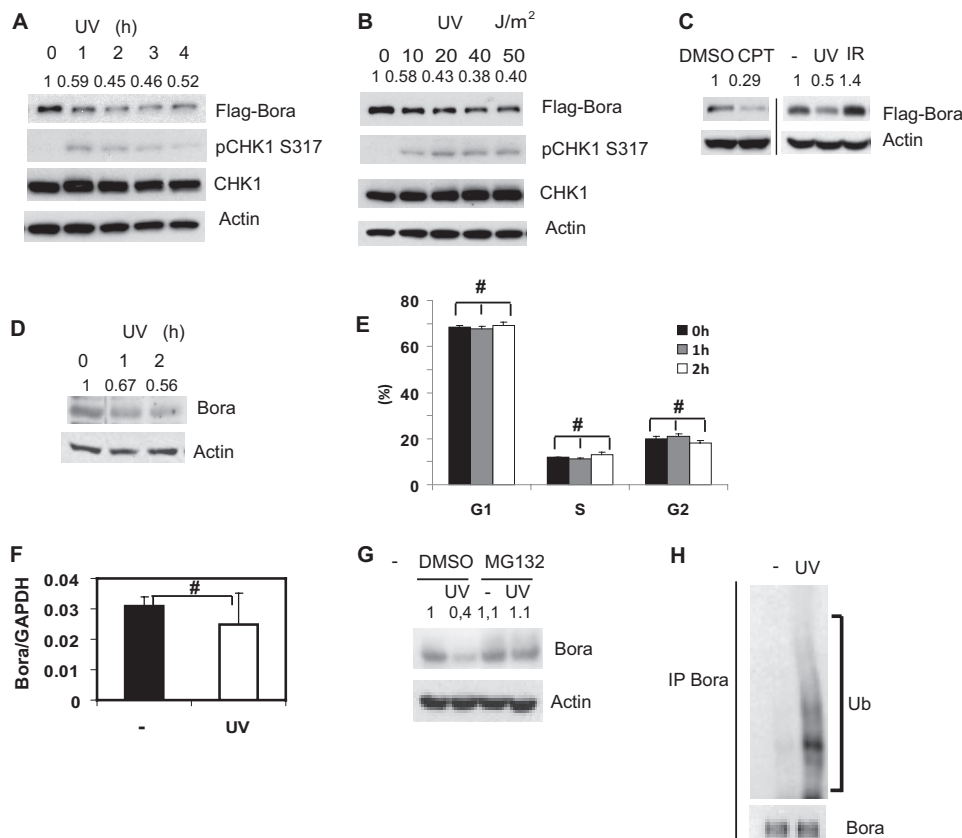 A
UV (h)
0 1 2 3 4
1 0.59 0.45 0.46 0.52
Flag-Bora
pCHK1 S317
CHK1
Actin
B
UV J/m²
0 10 20 40 50
1 0.58 0.43 0.38 0.40
Flag-Bora
pCHK1 S317
CHK1
Actin
C
DMSO CPT - UV IR
1 0.29 1 0.5 1.4
Flag-Bora
Actin
D
UV (h)
0 1 2
1 0.67 0.56
Bora
Actin
E
(%)
80
60
40
20
0
# # #
G1 S G2
0h
1h
2h
F
Bora/GAPDH
0.04
0.03
0.02
0.01
0
#
- UV
G
- DMSO MG132
UV - UV
1 0,4 1,1 1.1
Bora
Actin
H
- UV
IP Bora
Ub
Bora